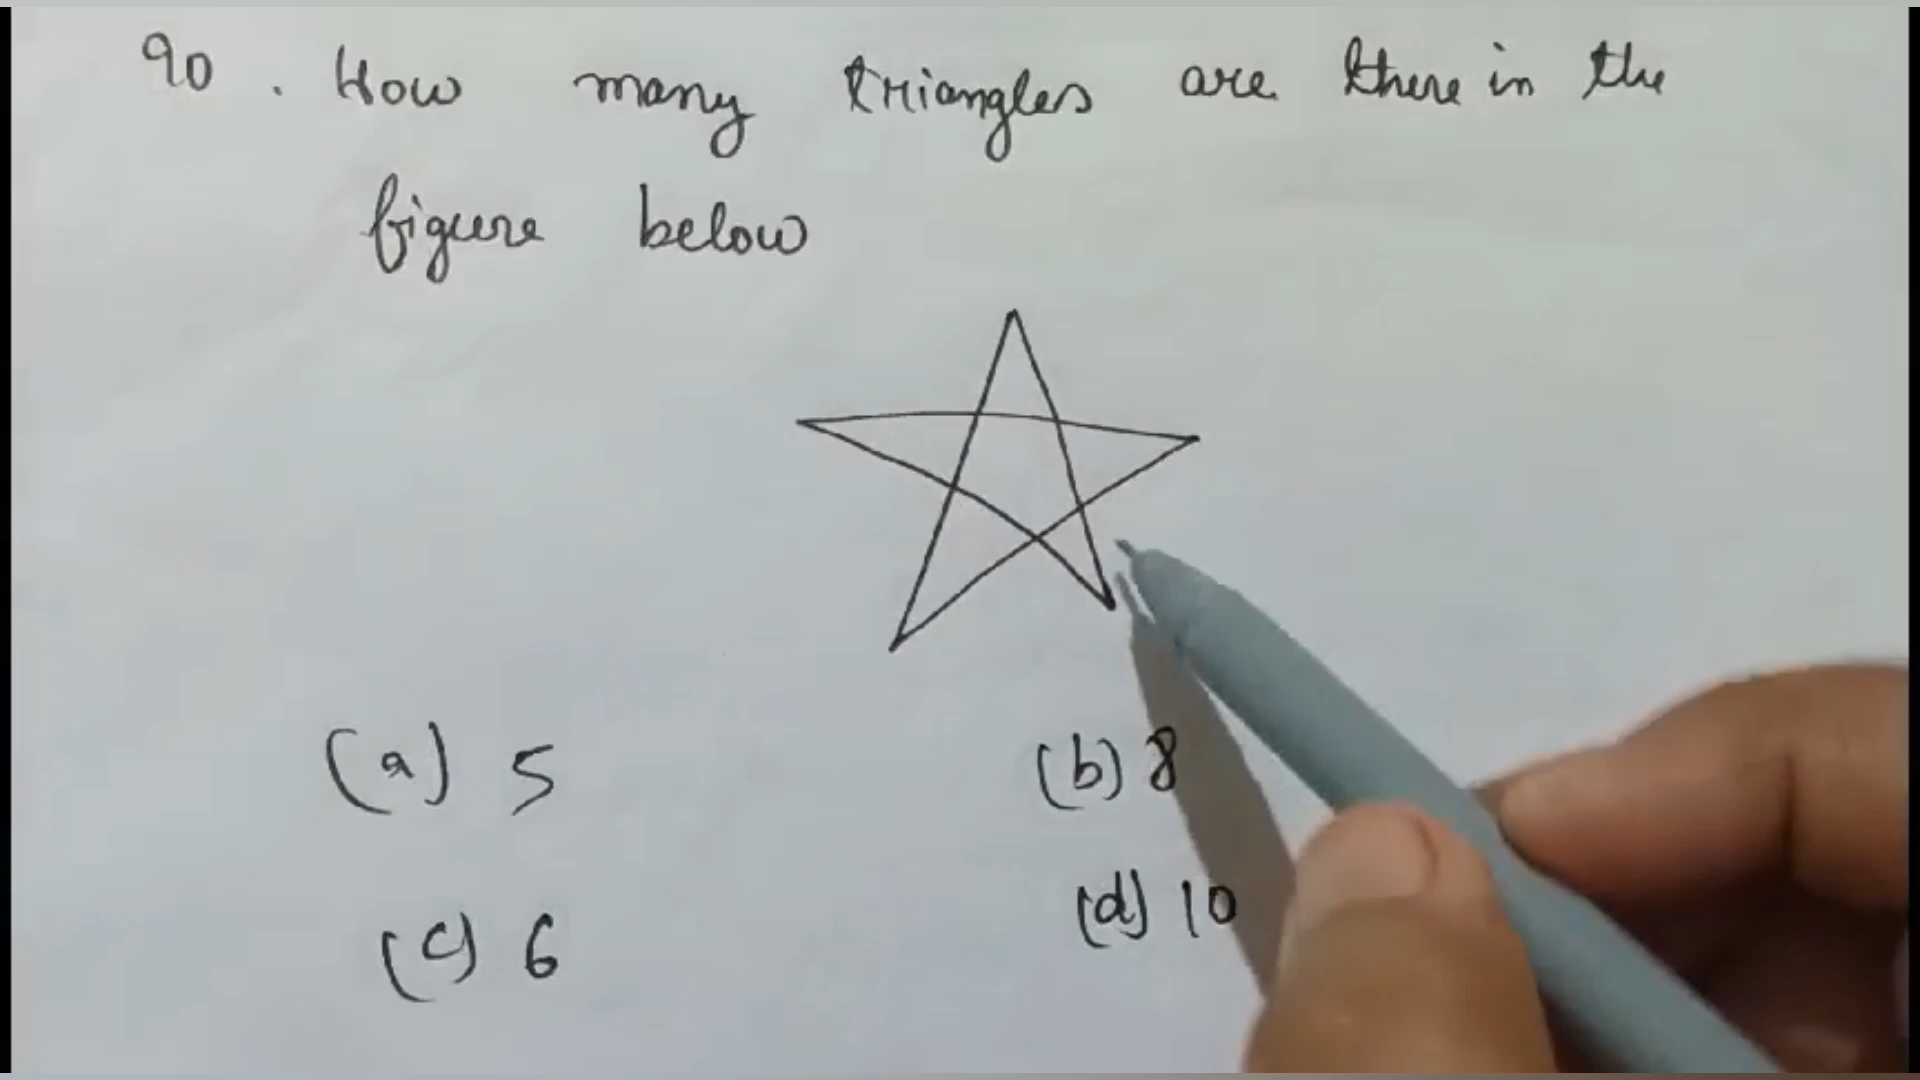 90. How many triangles are there in the
figure below
(a) 5
(b) 8
(c) 6
(d) 10